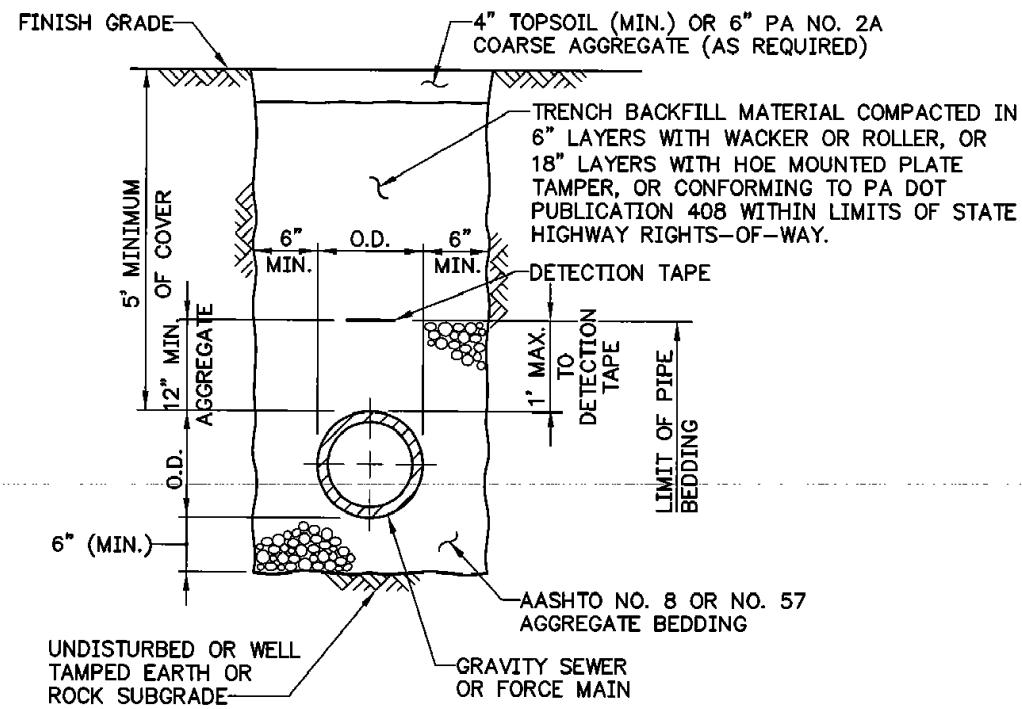 FINISH GRADE
4" TOPSOIL (MIN.) OR 6" PA NO. 2A
COARSE AGGREGATE (AS REQUIRED)
TRENCH BACKFILL MATERIAL COMPACTED IN
6" LAYERS WITH WACKER OR ROLLER, OR
18" LAYERS WITH HOE MOUNTED PLATE
TAMPER, OR CONFORMING TO PA DOT
PUBLICATION 408 WITHIN LIMITS OF STATE
HIGHWAY RIGHTS-OF-WAY.
5' MINIMUM
OF COVER
6"
MIN.
O.D.
6"
MIN.
DETECTION TAPE
12" MIN.
AGGREGATE
1' MAX.
TO
DETECTION
TAPE
LIMIT OF PIPE
BEDDING
O.D.
6" (MIN.)
AASHTO NO. 8 OR NO. 57
AGGREGATE BEDDING
UNDISTURBED OR WELL
TAMPED EARTH OR
ROCK SUBGRADE
GRAVITY SEWER
OR FORCE MAIN